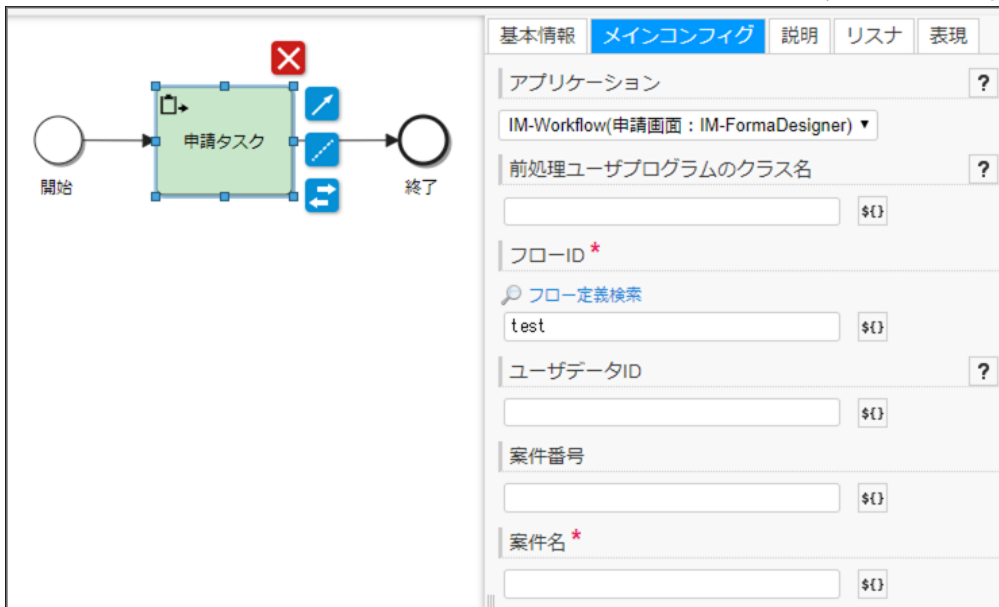 開始
申請タスク
終了
基本情報 メインコンフィグ 説明 リスナ 表現
アプリケーション ?
IM-Workflow(申請画面：IM-FormaDesigner) ▼
前処理ユーザプログラムのクラス名 ?
${}
フローID *
フロー定義検索
test ${}
ユーザデータID ?
${}
案件番号
${}
案件名 *
${}